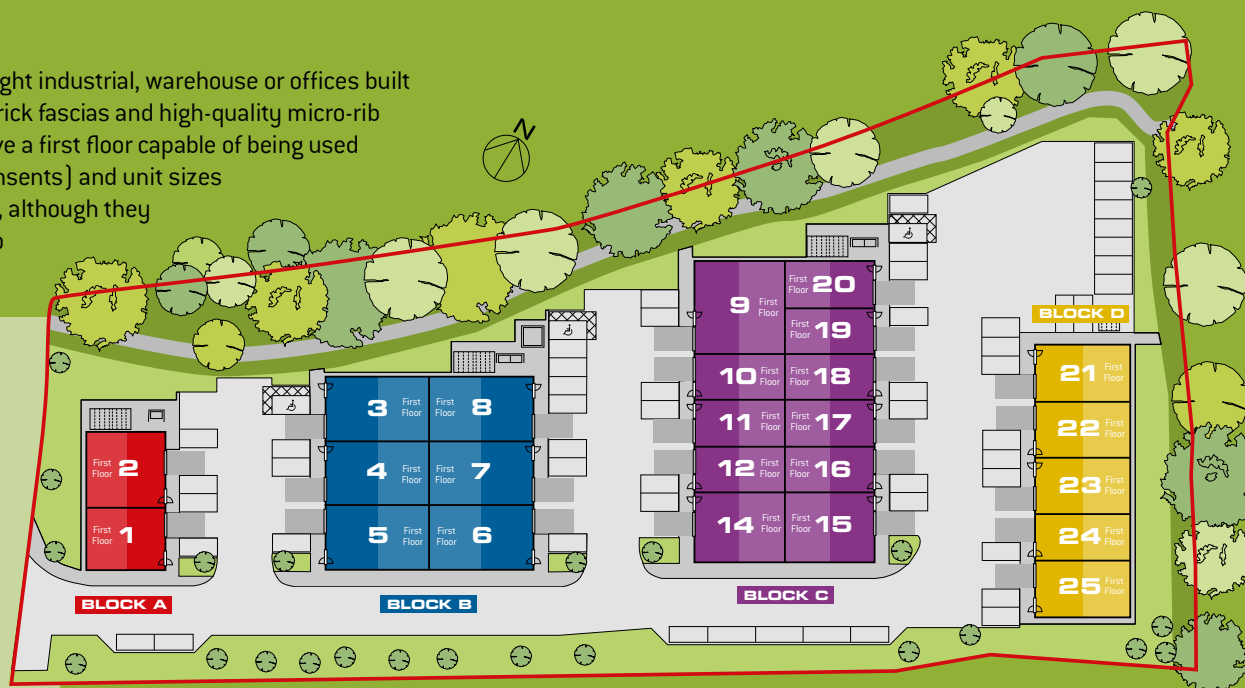 ght industrial, warehouse or offices built
rick fascias and high-quality micro-rib
ve a first floor capable of being used
nsents) and unit sizes
, although they
N
9 First Floor
First Floor 20
First Floor 19
10 First Floor
First Floor 18
11 First Floor
First Floor 17
12 First Floor
First Floor 16
14 First Floor
First Floor 15
BLOCK C
BLOCK D
21 First Floor
22 First Floor
23 First Floor
24 First Floor
25 First Floor
3 First Floor
First Floor 8
4 First Floor
First Floor 7
5 First Floor
First Floor 6
BLOCK B
First Floor 2
First Floor 1
BLOCK A